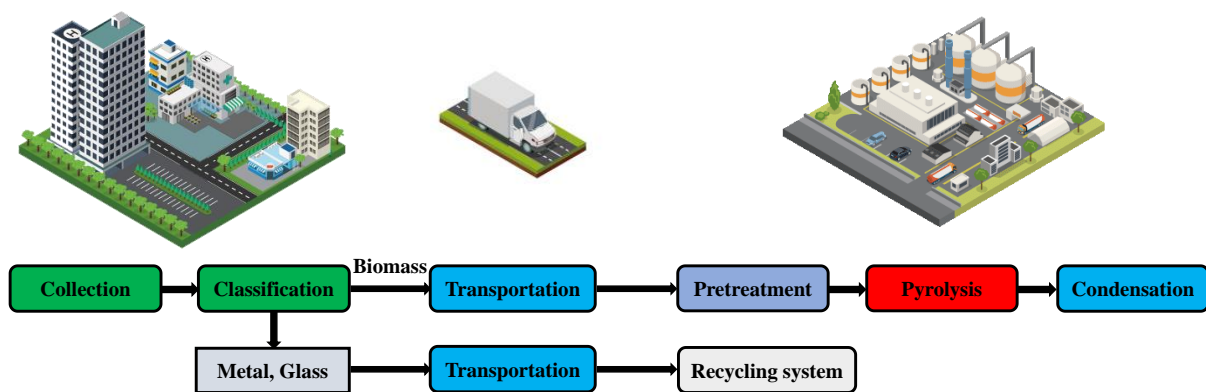 Biomass
Collection
Classification
Transportation
Pretreatment
Pyrolysis
Condensation
Metal, Glass
Transportation
Recycling system